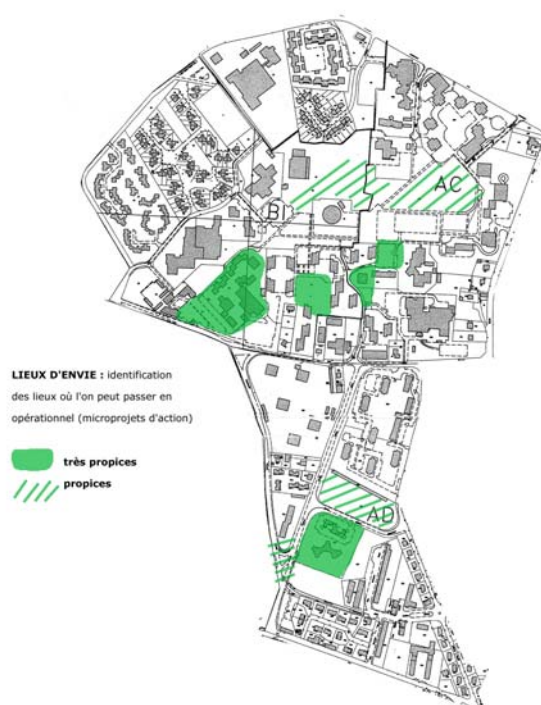 AC
BI
LIEUX D'ENVIE : identification
des lieux où l'on peut passer en
opérationnel (microprojets d'action)
très propices
propices
AD